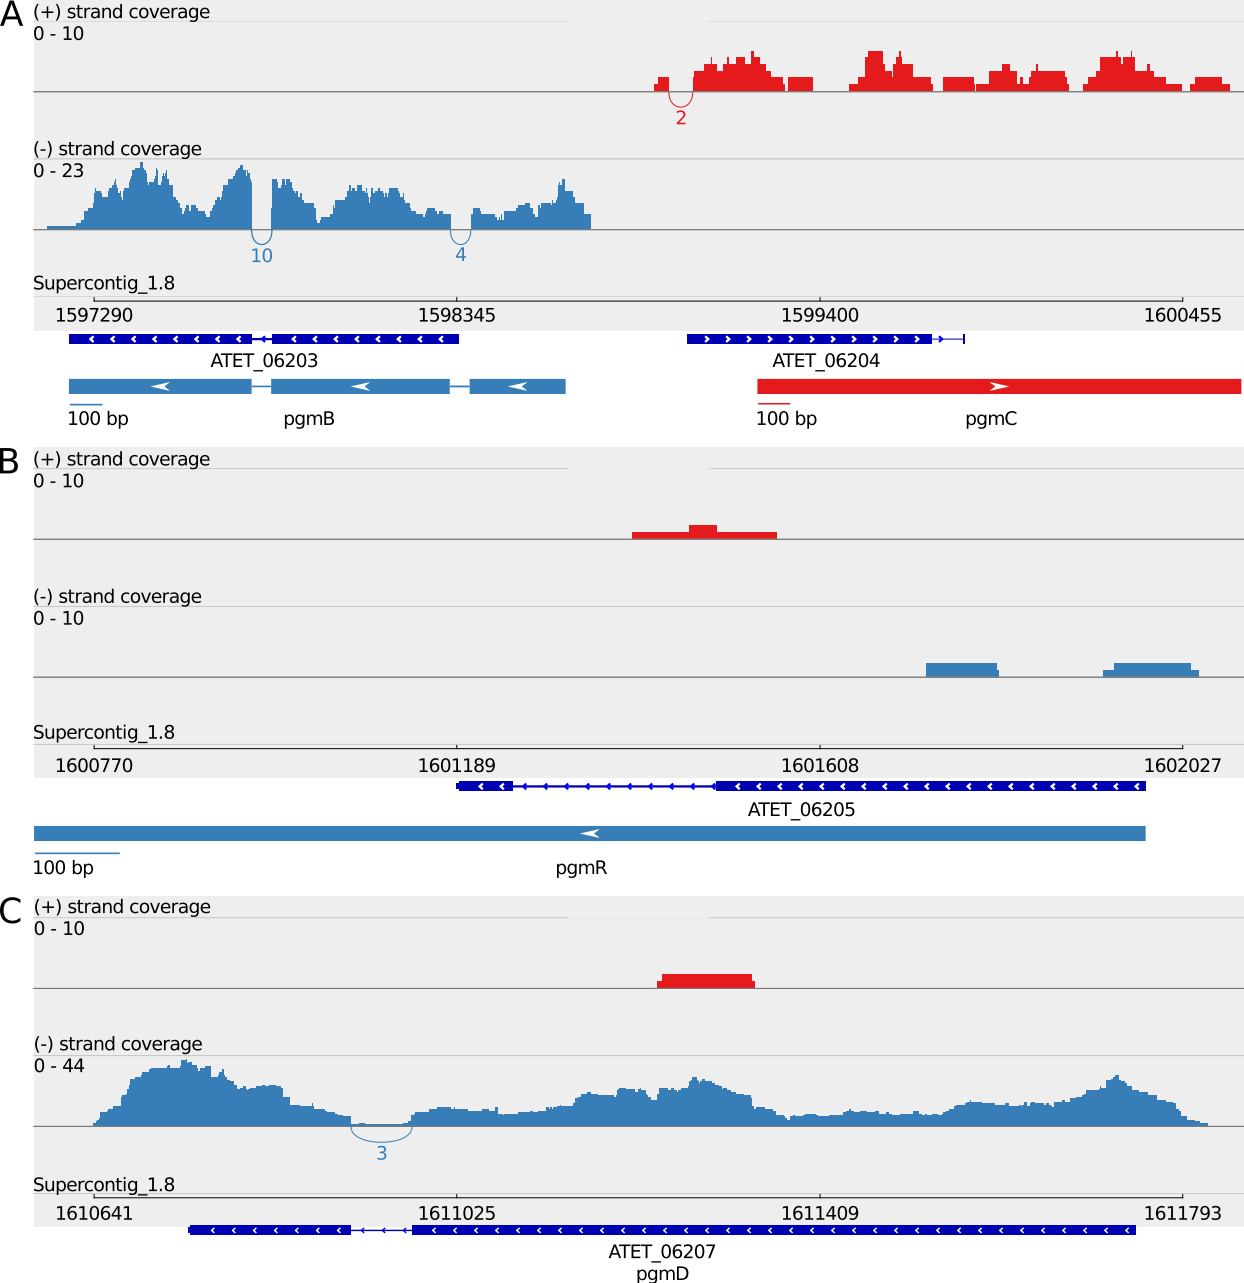 A
(+) strand coverage
0 - 10
2
(-) strand coverage
0 - 23
10 4
Supercontig_1.8
1597290 1598345 1599400 1600455
ATET_06203 ATET_06204
100 bp pgmB 100 bp pgmC
B
(+) strand coverage
0 - 10
(-) strand coverage
0 - 10
Supercontig_1.8
1600770 1601189 1601608 1602027
ATET_06205
100 bp pgmR
C
(+) strand coverage
0 - 10
(-) strand coverage
0 - 44
3
Supercontig_1.8
1610641 1611025 1611409 1611793
ATET_06207
pgmD